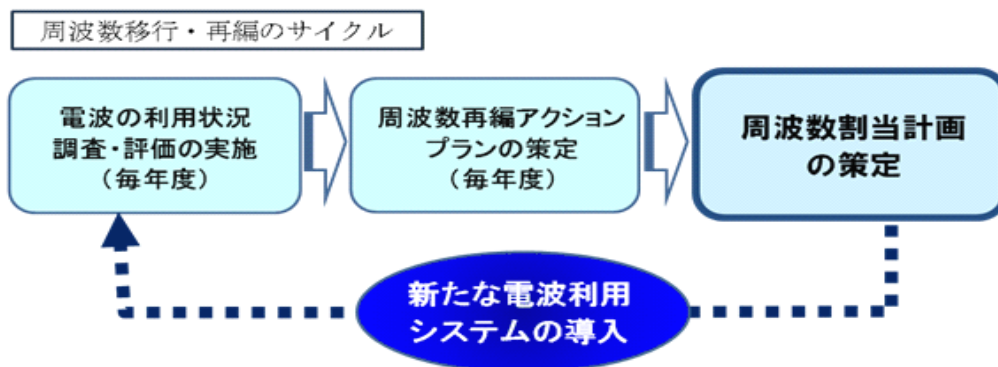 周波数移行・再編のサイクル
電波の利用状況
調査・評価の実施
（毎年度）
周波数再編アクション
プランの策定
（毎年度）
周波数割当計画
の策定
新たな電波利用
システムの導入